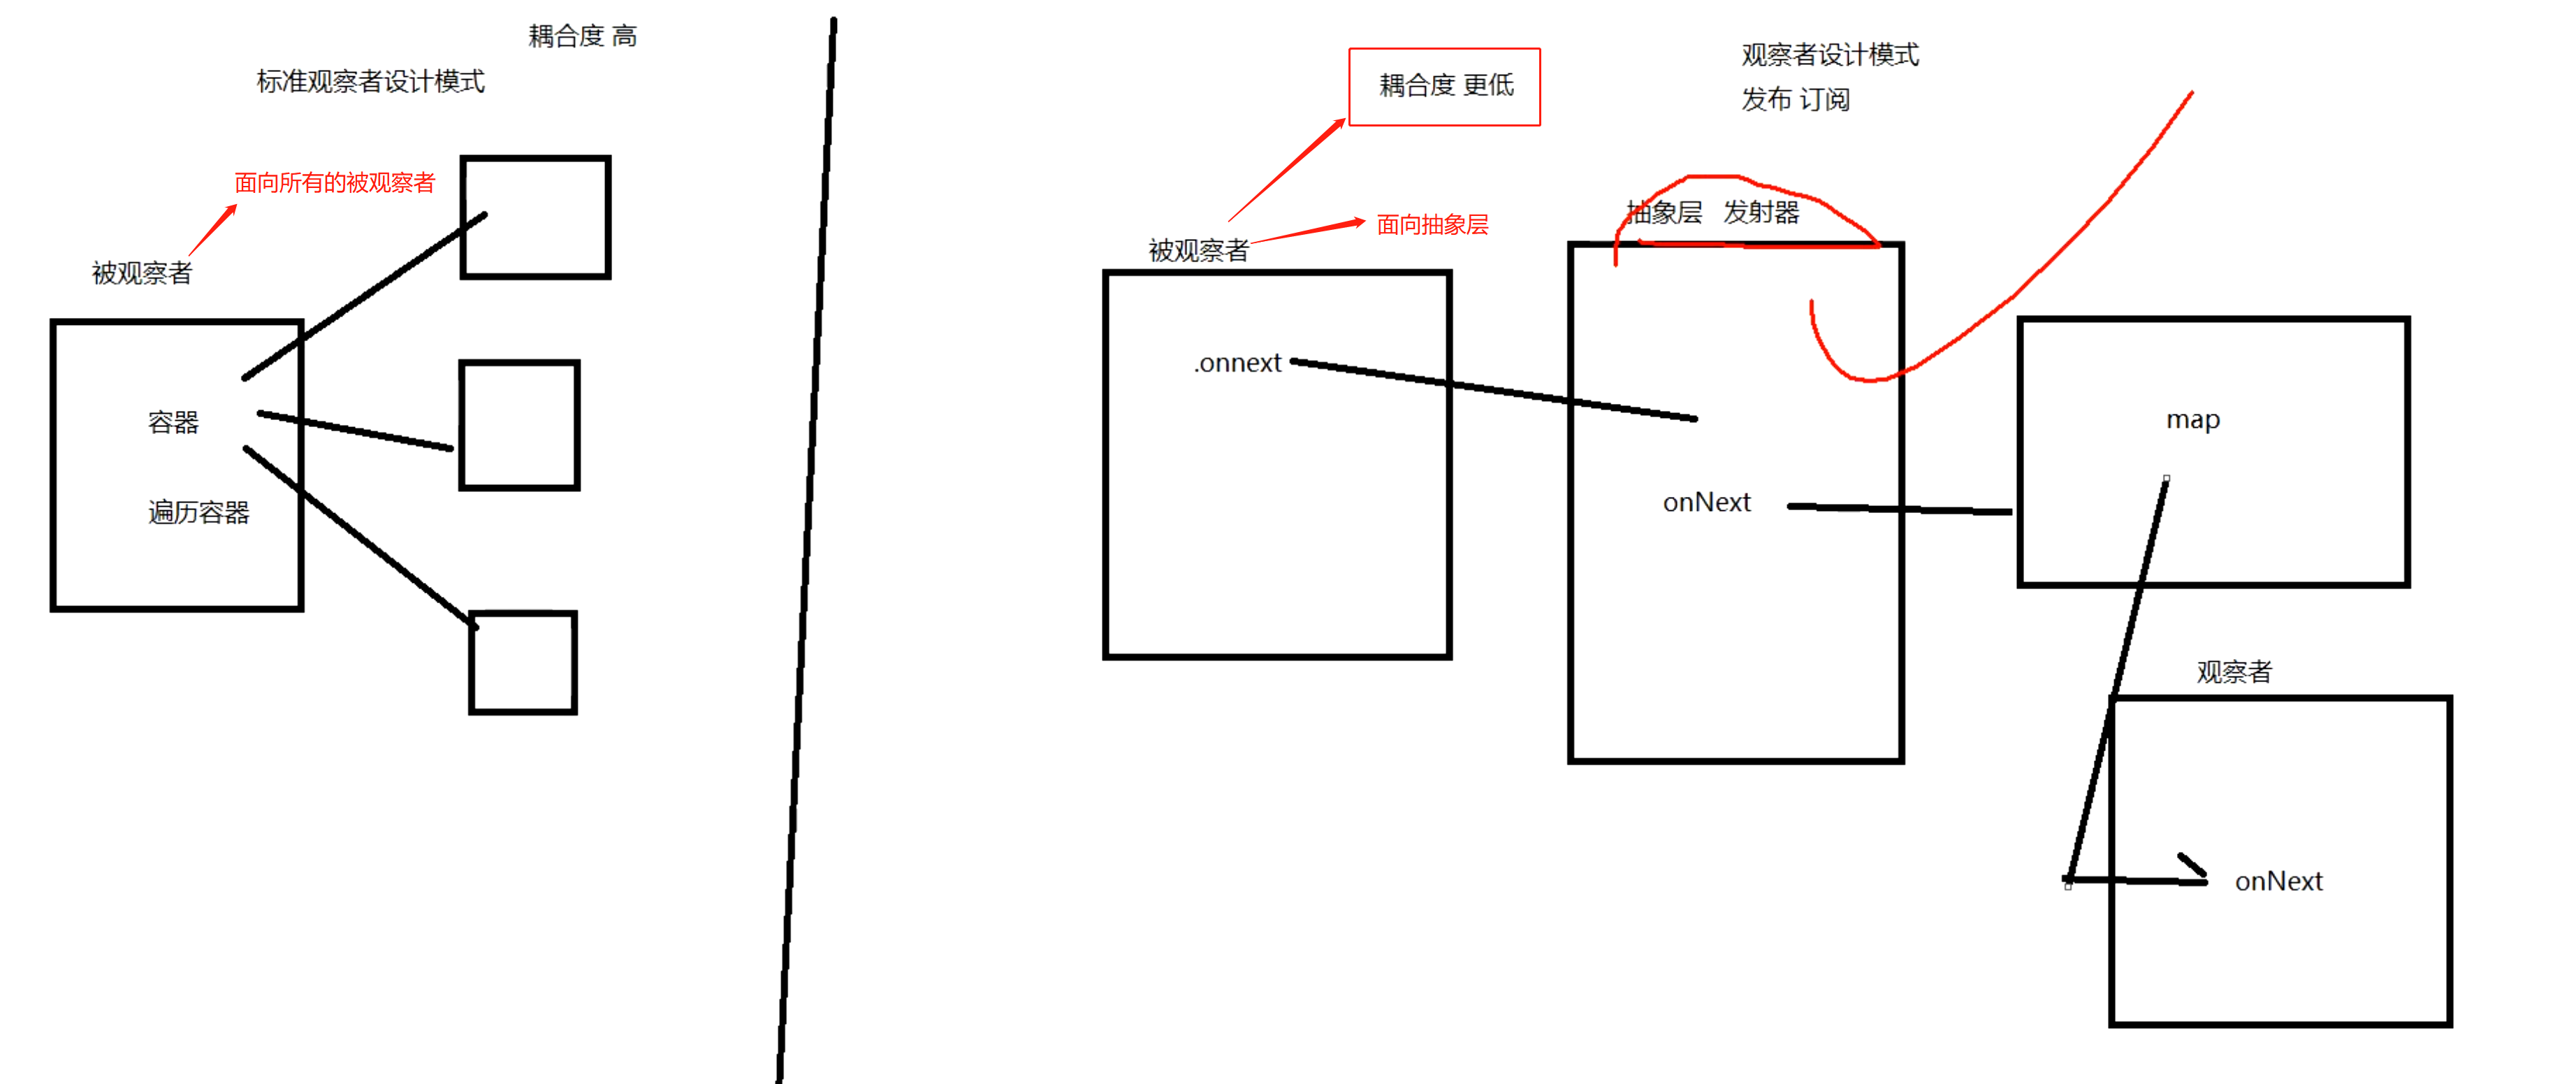 耦合度 高
标准观察者设计模式
面向所有的被观察者
被观察者
容器
遍历容器
观察者设计模式
发布 订阅
耦合度 更低
抽象层 发射器
面向抽象层
被观察者
.onnext
onNext
map
观察者
onNext